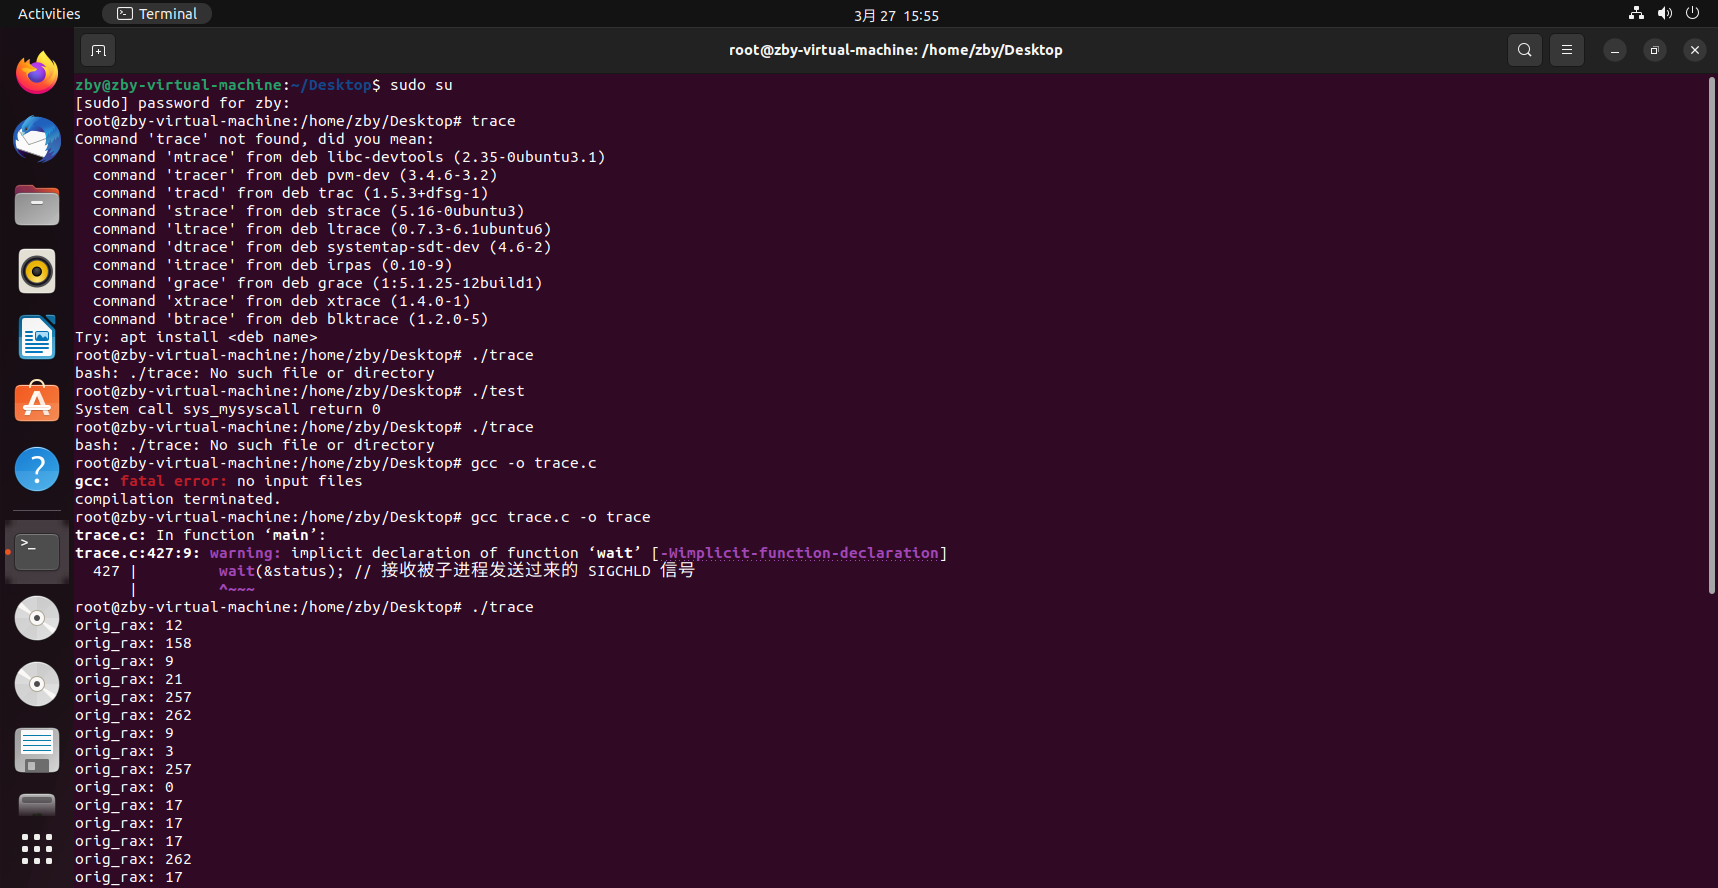 Activities
Terminal
3月 27 15:55
root@zby-virtual-machine: /home/zby/Desktop
zby@zby-virtual-machine:~/Desktop$ sudo su
[sudo] password for zby:
root@zby-virtual-machine:/home/zby/Desktop# trace
Command 'trace' not found, did you mean:
  command 'mtrace' from deb libc-devtools (2.35-0ubuntu3.1)
  command 'tracer' from deb pvm-dev (3.4.6-3.2)
  command 'tracd' from deb trac (1.5.3+dfsg-1)
  command 'strace' from deb strace (5.16-0ubuntu3)
  command 'ltrace' from deb ltrace (0.7.3-6.1ubuntu6)
  command 'dtrace' from deb systemtap-sdt-dev (4.6-2)
  command 'itrace' from deb irpas (0.10-9)
  command 'grace' from deb grace (1:5.1.25-12build1)
  command 'xtrace' from deb xtrace (1.4.0-1)
  command 'btrace' from deb blktrace (1.2.0-5)
Try: apt install <deb name>
root@zby-virtual-machine:/home/zby/Desktop# ./trace
bash: ./trace: No such file or directory
root@zby-virtual-machine:/home/zby/Desktop# ./test
System call sys_mysyscall return 0
root@zby-virtual-machine:/home/zby/Desktop# ./trace
bash: ./trace: No such file or directory
root@zby-virtual-machine:/home/zby/Desktop# gcc -o trace.c
gcc: fatal error: no input files
compilation terminated.
root@zby-virtual-machine:/home/zby/Desktop# gcc trace.c -o trace
trace.c: In function ‘main’:
trace.c:427:9: warning: implicit declaration of function ‘wait’ [-Wimplicit-function-declaration]
  427 |         wait(&status); // 接收被子进程发送过来的 SIGCHLD 信号
      |         ^~~~
root@zby-virtual-machine:/home/zby/Desktop# ./trace
orig_rax: 12
orig_rax: 158
orig_rax: 9
orig_rax: 21
orig_rax: 257
orig_rax: 262
orig_rax: 9
orig_rax: 3
orig_rax: 257
orig_rax: 0
orig_rax: 17
orig_rax: 17
orig_rax: 17
orig_rax: 262
orig_rax: 17